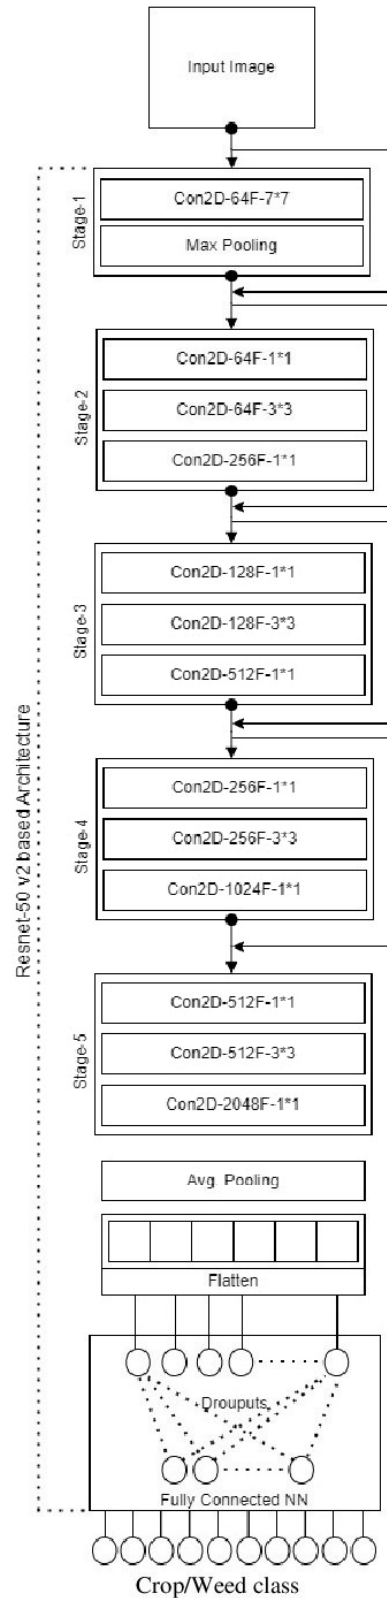 Input Image
Resnet-50 v2 based Architecture
Stage-1
Con2D-64F-7*7
Max Pooling
Stage-2
Con2D-64F-1*1
Con2D-64F-3*3
Con2D-256F-1*1
Stage-3
Con2D-128F-1*1
Con2D-128F-3*3
Con2D-512F-1*1
Stage-4
Con2D-256F-1*1
Con2D-256F-3*3
Con2D-1024F-1*1
Stage-5
Con2D-512F-1*1
Con2D-512F-3*3
Con2D-2048F-1*1
Avg. Pooling
Flatten
Drouputs
Fully Connected NN
Crop/Weed class